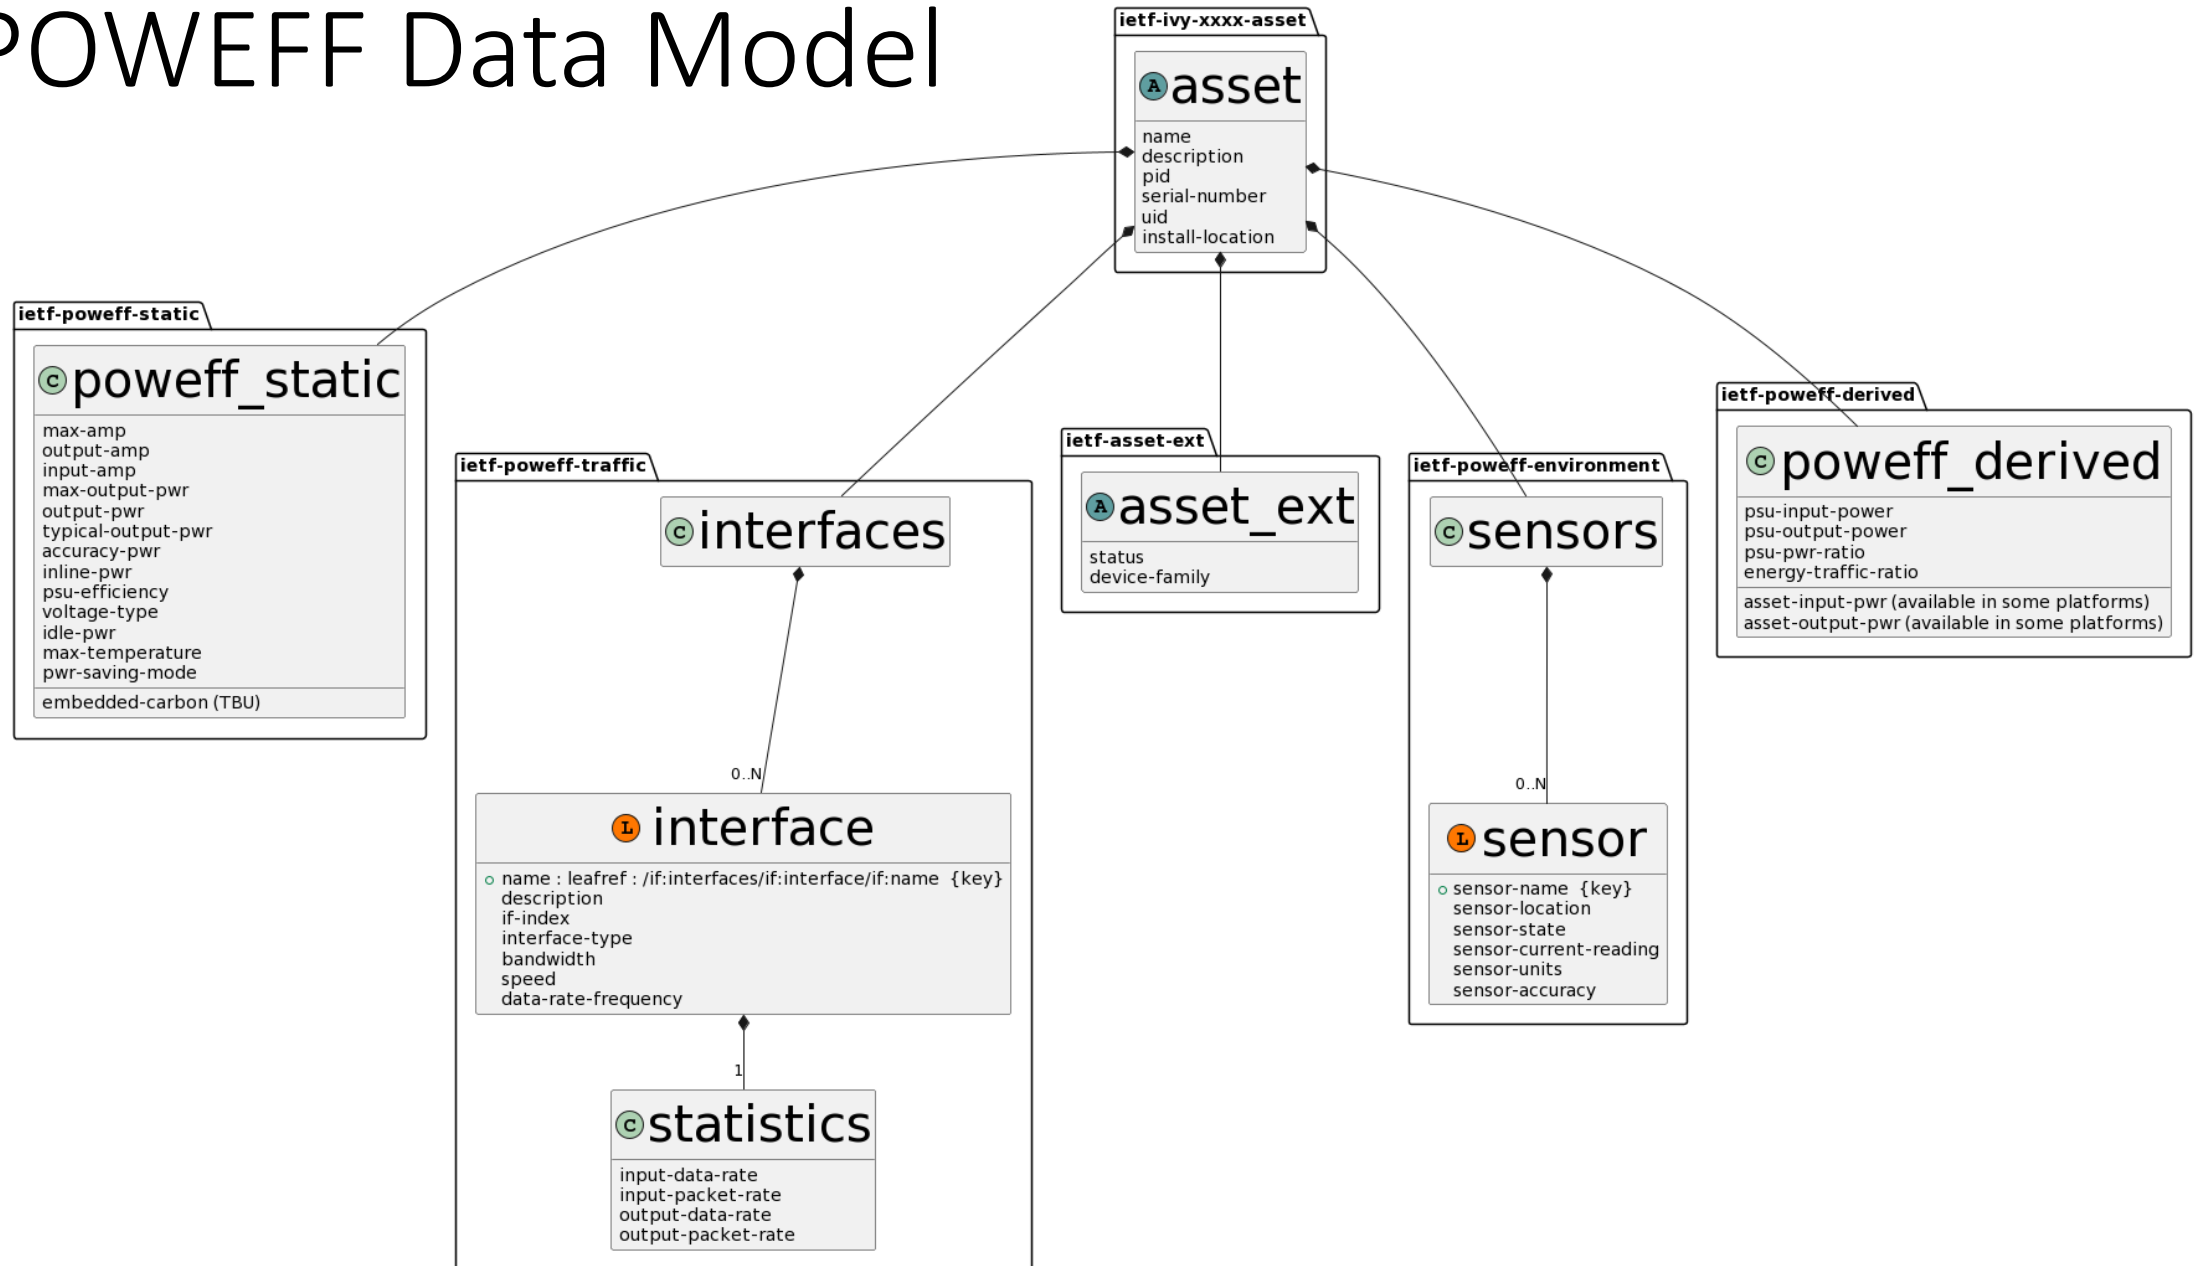 POWEFF Data Model
ietf-ivy-xxxx-asset
A asset
name
description
pid
serial-number
uid
install-location
ietf-poweff-static
C poweff_static
max-amp
output-amp
input-amp
max-output-pwr
output-pwr
typical-output-pwr
accuracy-pwr
inline-pwr
psu-efficiency
voltage-type
idle-pwr
max-temperature
pwr-saving-mode
embedded-carbon (TBU)
ietf-poweff-traffic
C interfaces
0..N
L interface
name : leafref : /if:interfaces/if:interface/if:name {key}
description
if-index
interface-type
bandwidth
speed
data-rate-frequency
1
C statistics
input-data-rate
input-packet-rate
output-data-rate
output-packet-rate
ietf-asset-ext
A asset_ext
status
device-family
ietf-poweff-environment
C sensors
0..N
L sensor
sensor-name {key}
sensor-location
sensor-state
sensor-current-reading
sensor-units
sensor-accuracy
ietf-poweff-derived
C poweff_derived
psu-input-power
psu-output-power
psu-pwr-ratio
energy-traffic-ratio
asset-input-pwr (available in some platforms)
asset-output-pwr (available in some platforms)